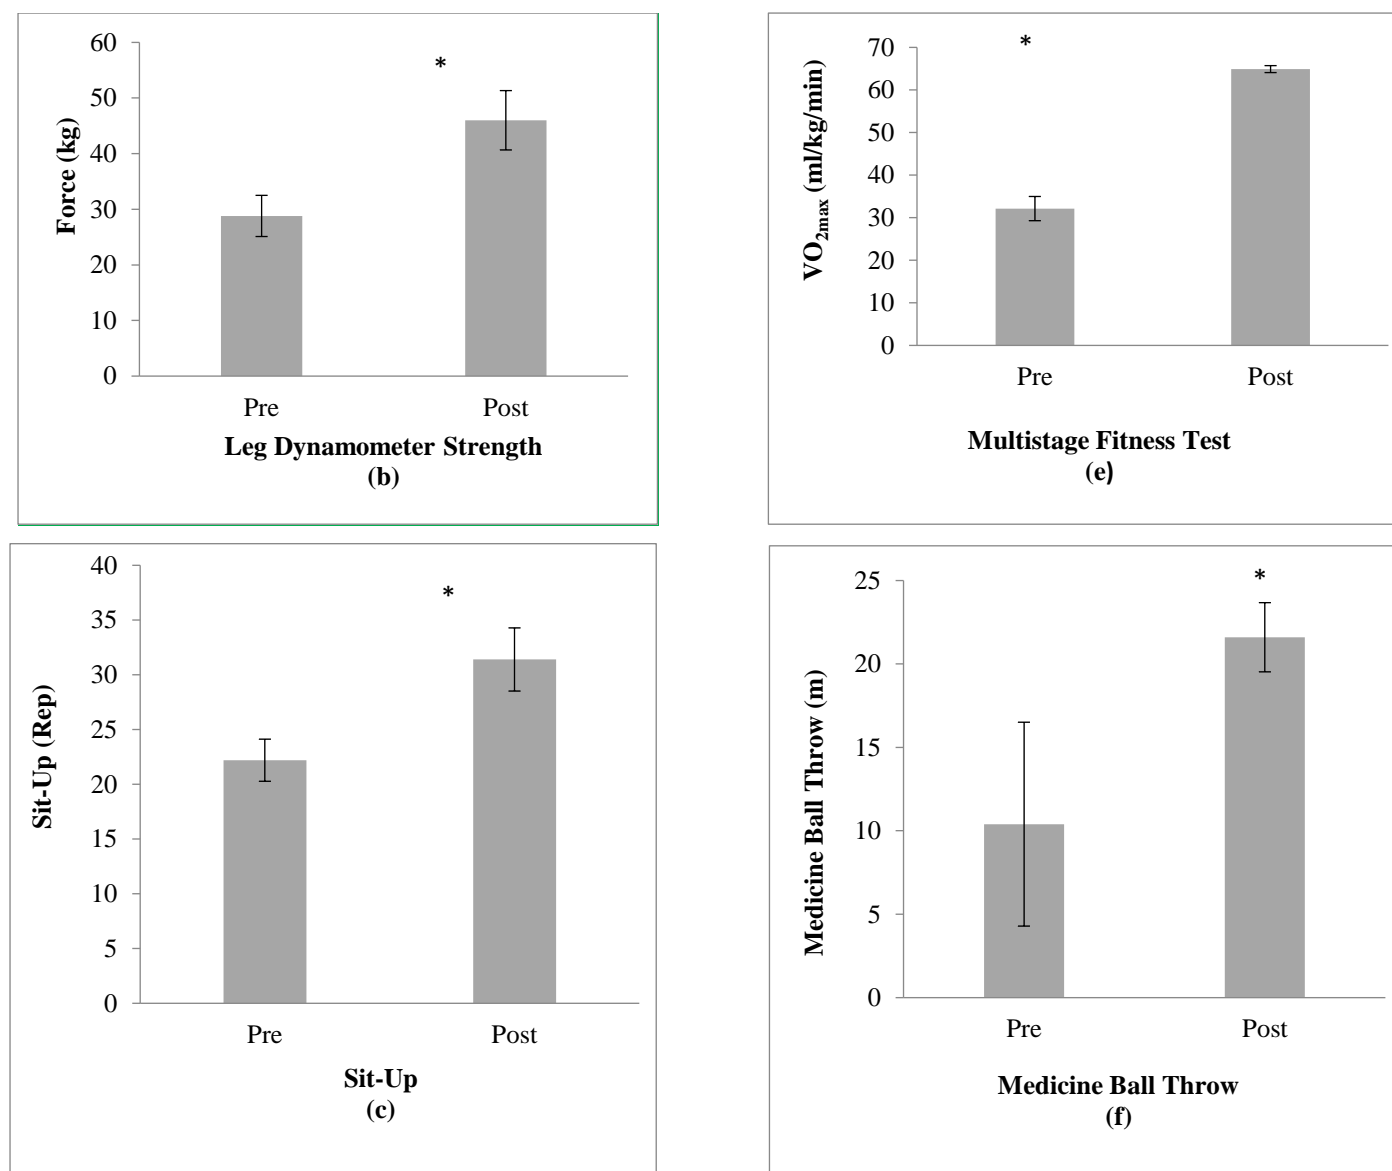 60
50
40
30
20
10
0
Force (kg)
*
Pre
Post
Leg Dynamometer Strength
(b)
70
60
50
40
30
20
10
0
VO2max (ml/kg/min)
*
Pre
Post
Multistage Fitness Test
(e)
40
35
30
25
20
15
10
5
0
Sit-Up (Rep)
*
Pre
Post
Sit-Up
(c)
25
20
15
10
5
0
Medicine Ball Throw (m)
*
Pre
Post
Medicine Ball Throw
(f)